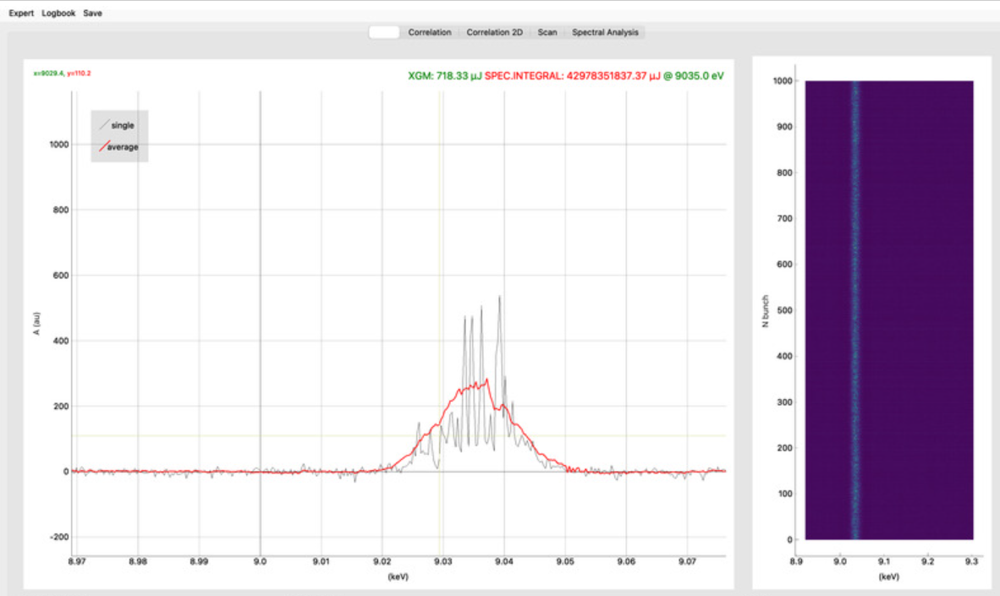 Expert Logbook Save
Correlation Correlation 2D Scan Spectral Analysis
x=9029.4, y=110.2
XGM: 718.33 µJ SPEC.INTEGRAL: 42978351837.37 µJ @ 9035.0 eV
single
average
1000
800
600
400
200
0
-200
A (au)
8.97 8.98 8.99 9.0 9.01 9.02 9.03 9.04 9.05 9.06 9.07
(keV)
1000
900
800
700
600
500
400
300
200
100
0
N bunch
8.9 9.0 9.1 9.2 9.3
(keV)